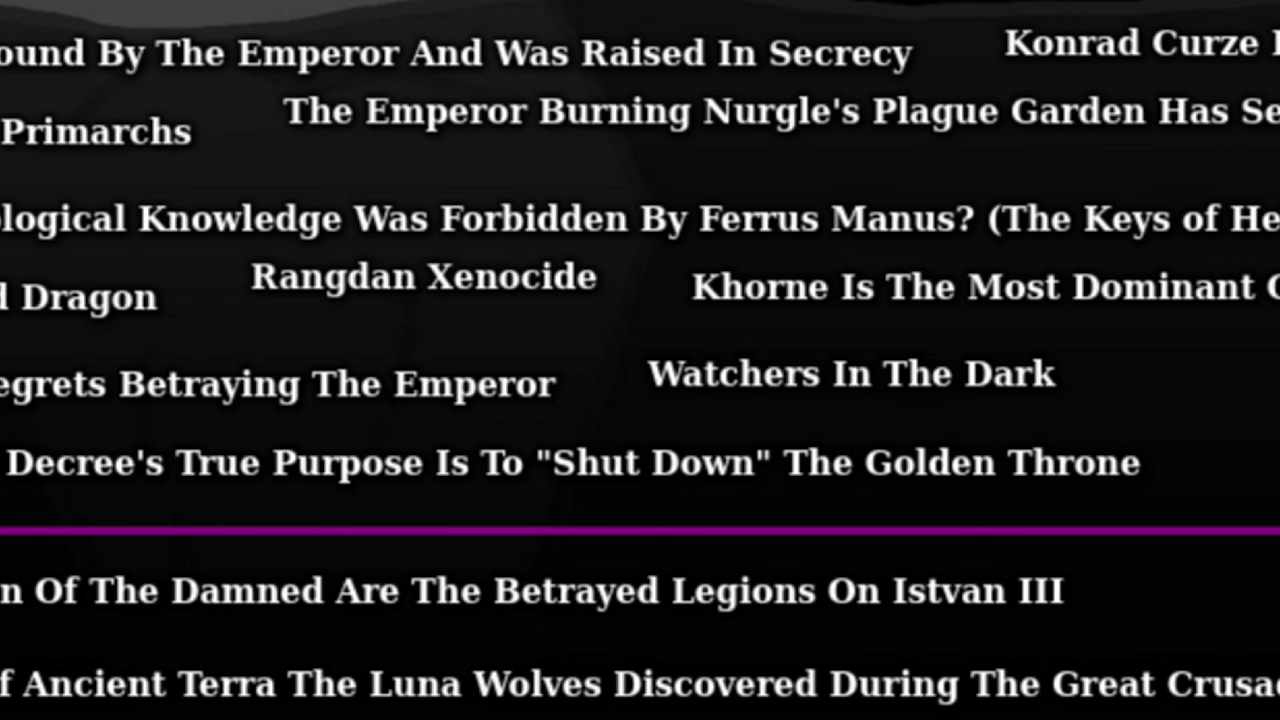 ound By The Emperor And Was Raised In Secrecy
Konrad Curze
Primarchs
The Emperor Burning Nurgle's Plague Garden Has Se
ological Knowledge Was Forbidden By Ferrus Manus? (The Keys of He
d Dragon
Rangdan Xenocide
Khorne Is The Most Dominant
egrets Betraying The Emperor
Watchers In The Dark
Decree's True Purpose Is To "Shut Down" The Golden Throne
n Of The Damned Are The Betrayed Legions On Istvan III
f Ancient Terra The Luna Wolves Discovered During The Great Crusa